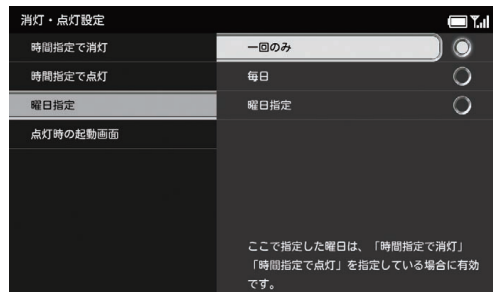 消灯・点灯設定
時間指定で消灯
時間指定で点灯
曜日指定
点灯時の起動画面
一回のみ
毎日
曜日指定
ここで指定した曜日は、「時間指定で消灯」
「時間指定で点灯」を指定している場合に有効
です。